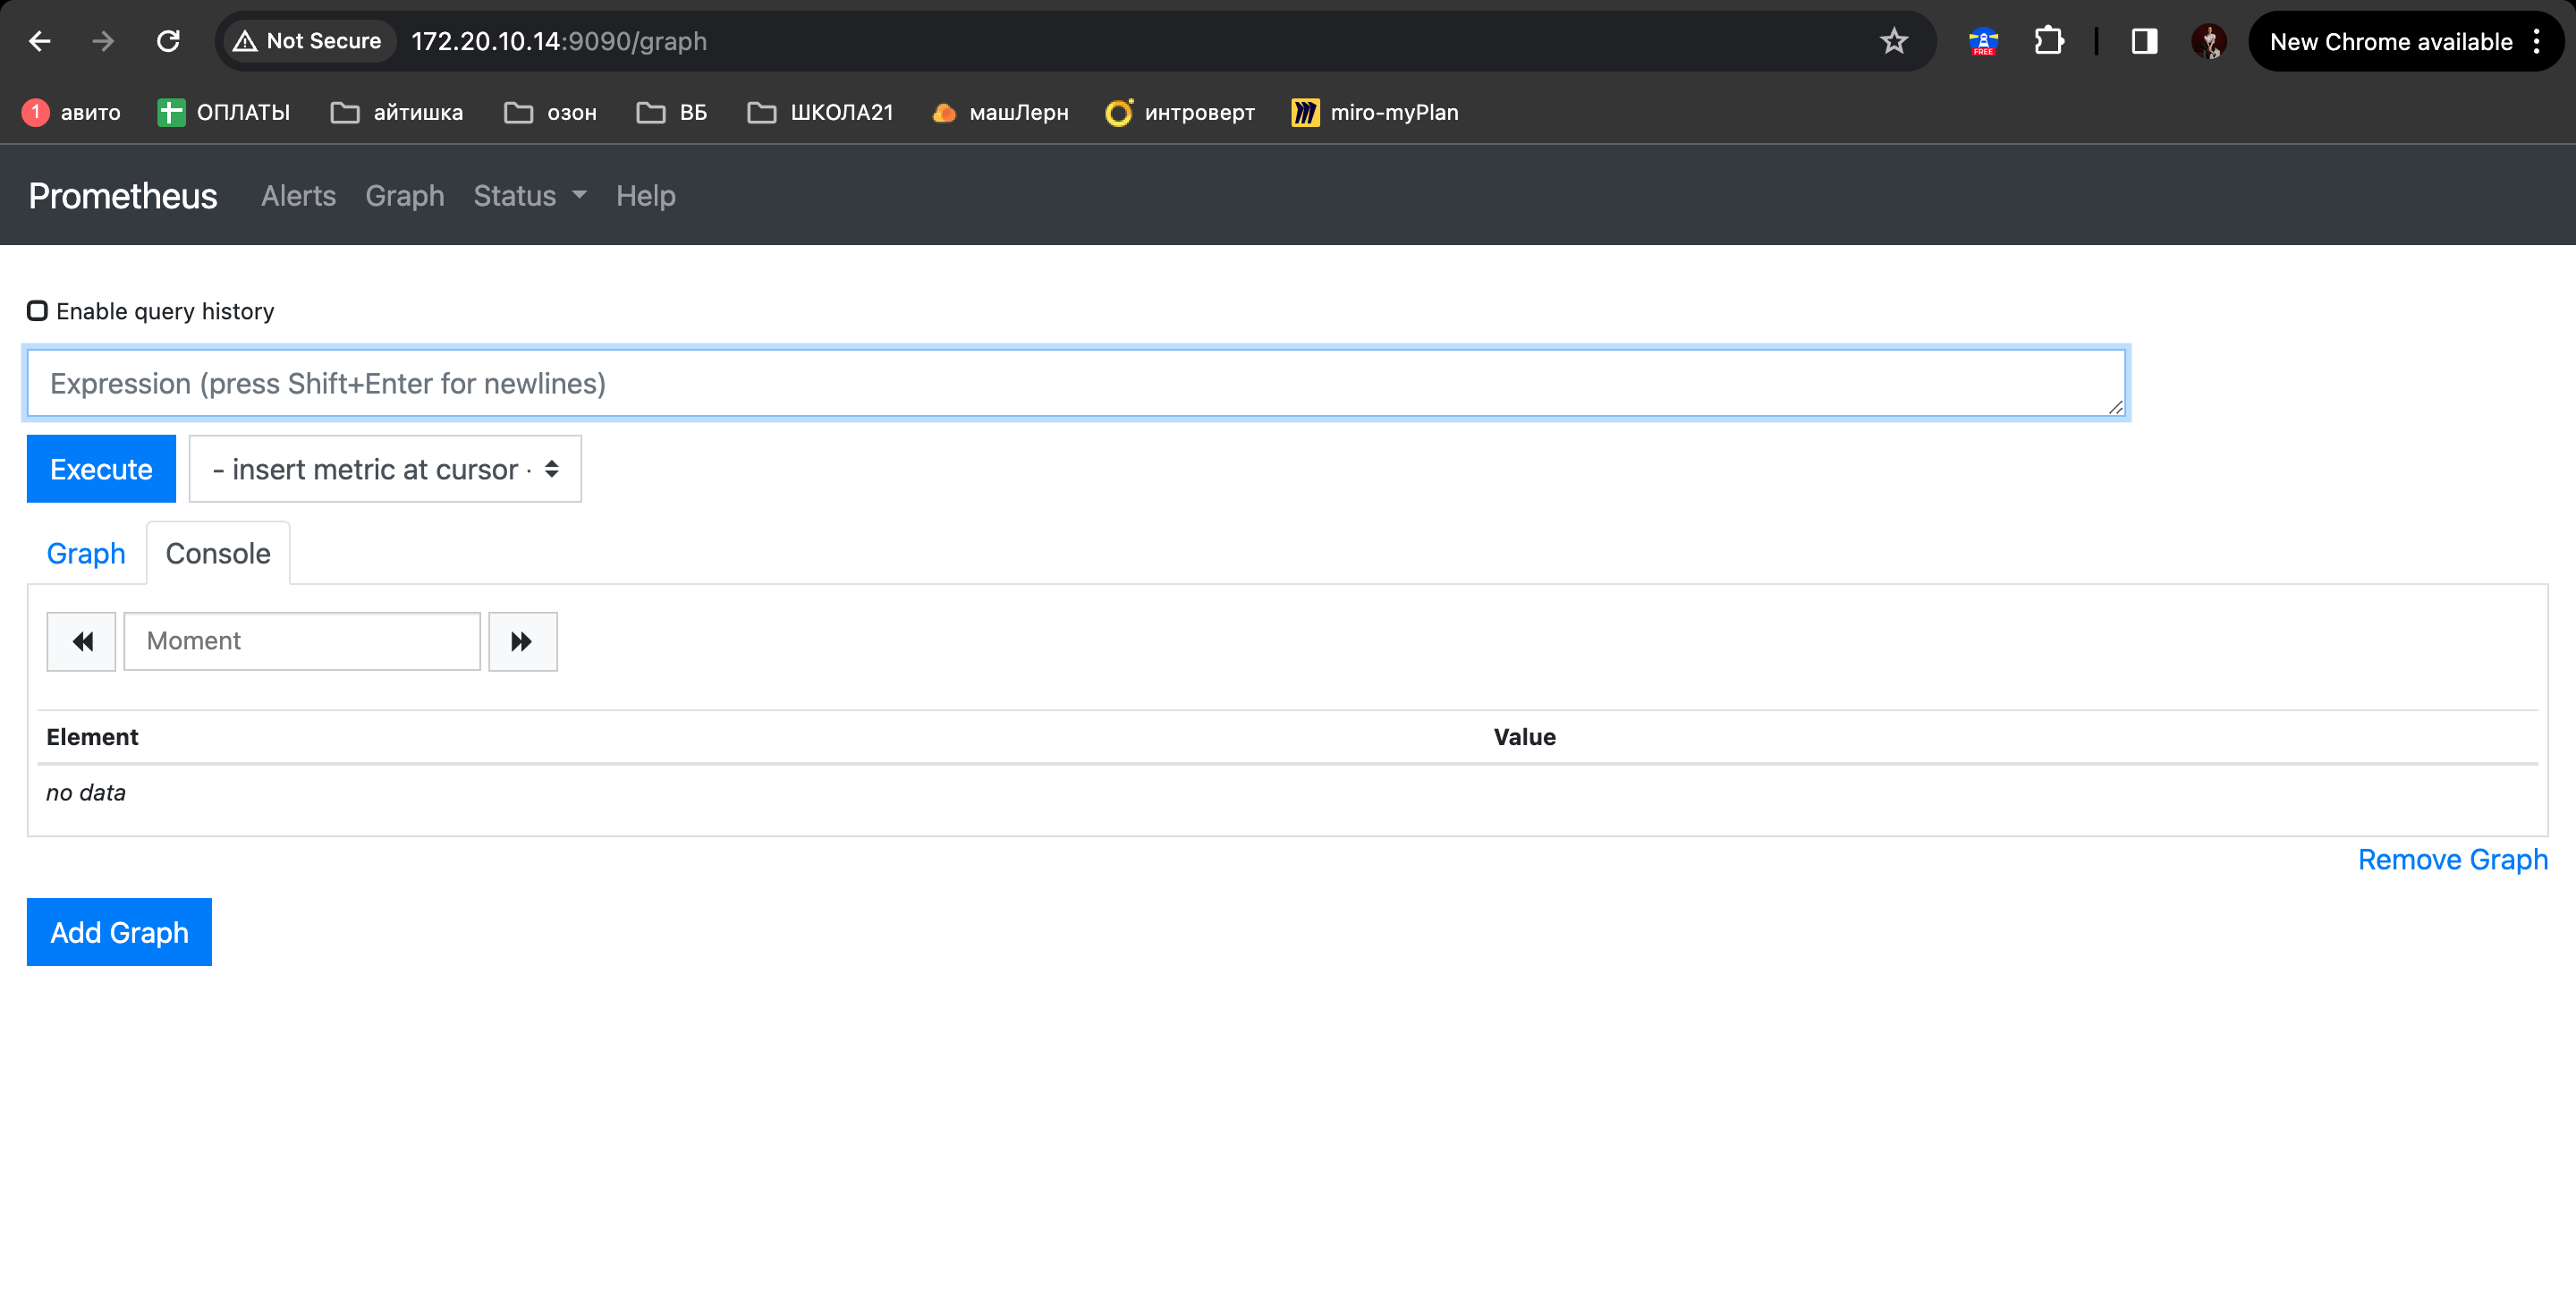 Not Secure 172.20.10.14:9090/graph FREE New Chrome available
1 авито ОПЛАТЫ айтишка озон ВБ ШКОЛА21 машЛерн интроверт miro-myPlan
Prometheus Alerts Graph Status Help
Enable query history
Expression (press Shift+Enter for newlines)
Execute - insert metric at cursor -
Graph Console
Moment
Element Value
no data
Remove Graph
Add Graph